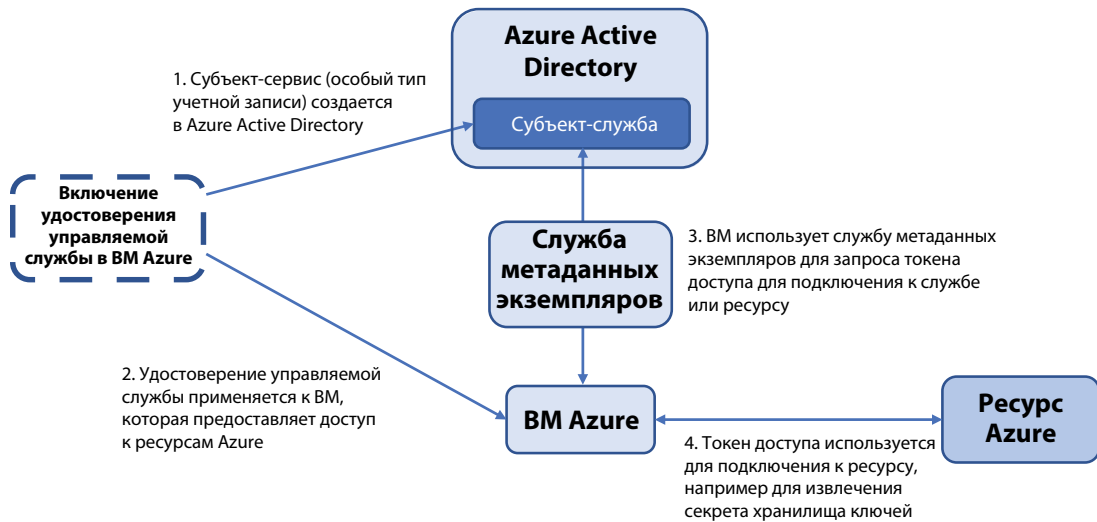 Azure Active
Directory
Субъект-служба
1. Субъект-сервис (особый тип
учетной записи) создается
в Azure Active Directory
Включение
удостоверения
управляемой
службы в ВМ Azure
Служба
метаданных
экземпляров
3. ВМ использует службу метаданных
экземпляров для запроса токена
доступа для подключения к службе
или ресурсу
2. Удостоверение управляемой
службы применяется к ВМ,
которая предоставляет доступ
к ресурсам Azure
ВМ Azure
Ресурс
Azure
4. Токен доступа используется
для подключения к ресурсу,
например для извлечения
секрета хранилища ключей